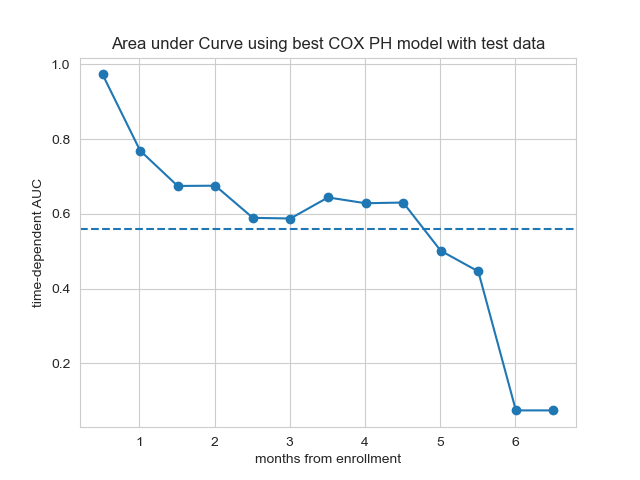 Area under Curve using best COX PH model with test data
1.0
0.8
0.6
0.4
0.2
time-dependent AUC
1 2 3 4 5 6
months from enrollment